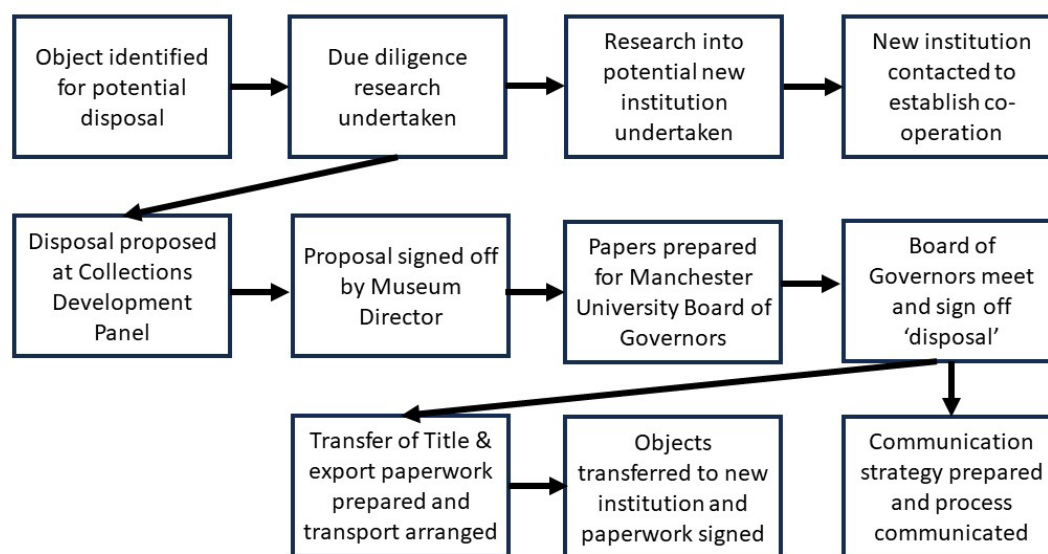 Object identified
for potential
disposal
Due diligence
research
undertaken
Research into
potential new
institution
undertaken
New institution
contacted to
establish co-
operation
Disposal proposed
at Collections
Development
Panel
Proposal signed off
by Museum
Director
Papers prepared
for Manchester
University Board of
Governors
Board of
Governors meet
and sign off
‘disposal’
Transfer of Title &
export paperwork
prepared and
transport arranged
Objects
transferred to new
institution and
paperwork signed
Communication
strategy prepared
and process
communicated